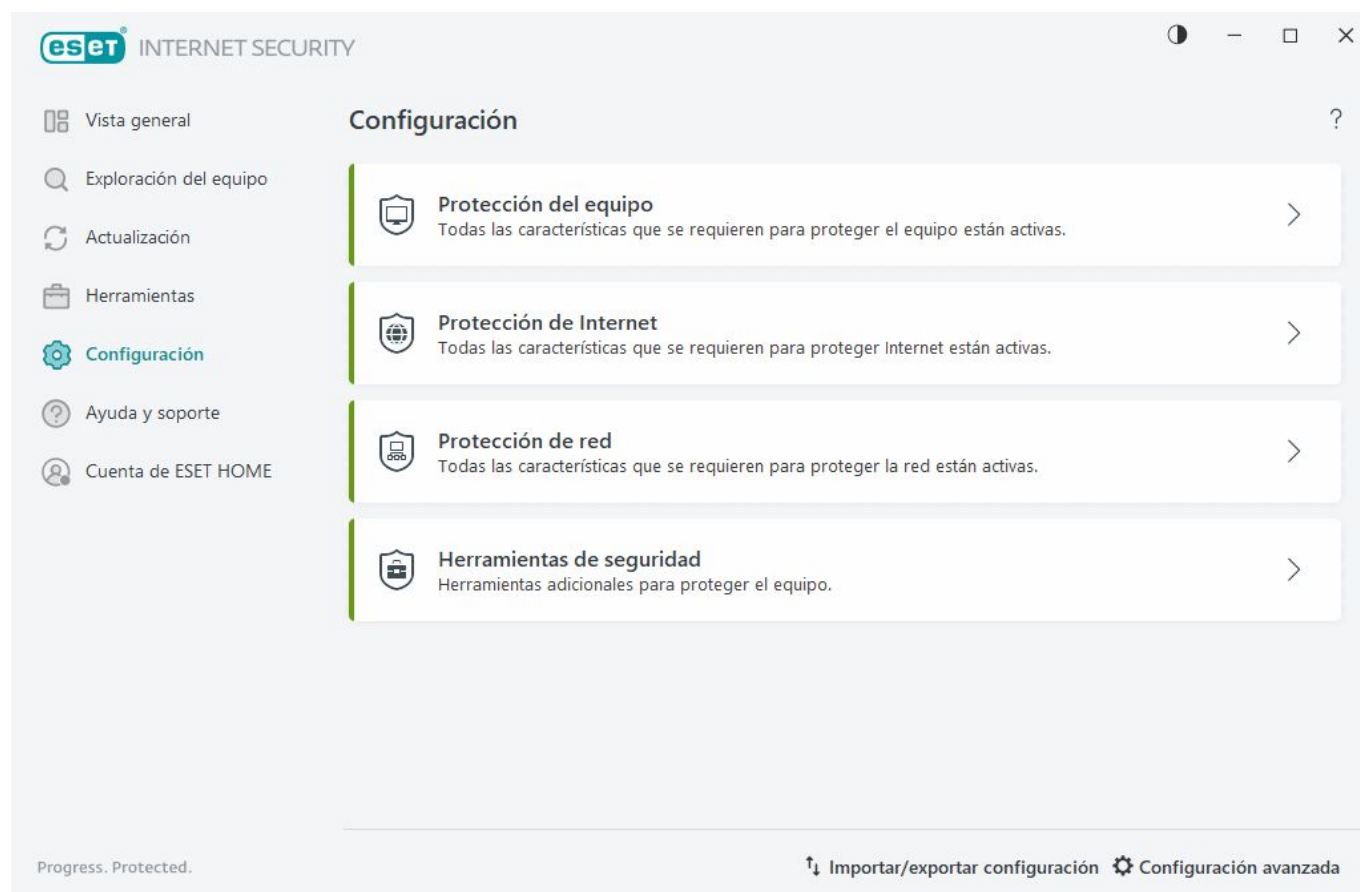 eset® INTERNET SECURITY
Vista general
Exploración del equipo
Actualización
Herramientas
Configuración
Ayuda y soporte
Cuenta de ESET HOME
Configuración
?
Protección del equipo
Todas las características que se requieren para proteger el equipo están activas.
Protección de Internet
Todas las características que se requieren para proteger Internet están activas.
Protección de red
Todas las características que se requieren para proteger la red están activas.
Herramientas de seguridad
Herramientas adicionales para proteger el equipo.
Progress. Protected.
Importar/exportar configuración
Configuración avanzada